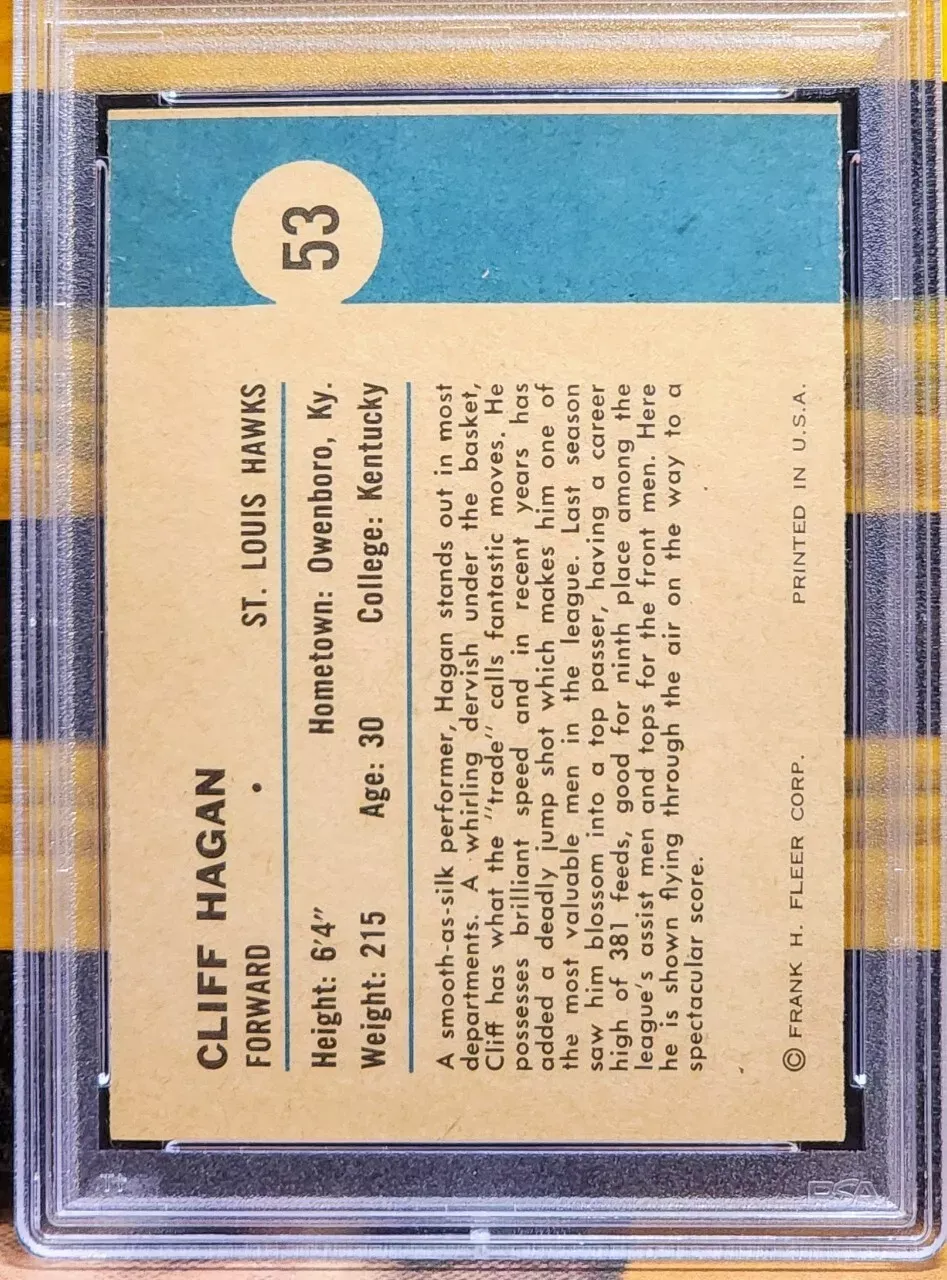 53
CLIFF HAGAN
FORWARD ST. LOUIS HAWKS
Height: 6'4" Hometown: Owenboro, Ky.
Weight: 215 Age: 30 College: Kentucky
A smooth-as-silk performer, Hagan stands out in most
departments. A whirling dervish under the basket,
Cliff has what the "trade" calls fantastic moves. He
possesses brilliant speed and in recent years has
added a deadly jump shot which makes him one of
the most valuable men in the league. Last season
saw him blossom into a top passer, having a career
high of 381 feeds, good for ninth place among the
league's assist men and tops for the front men. Here
he is shown flying through the air on the way to a
spectacular score.
© FRANK H. FLEER CORP. PRINTED IN U.S.A.
PSA